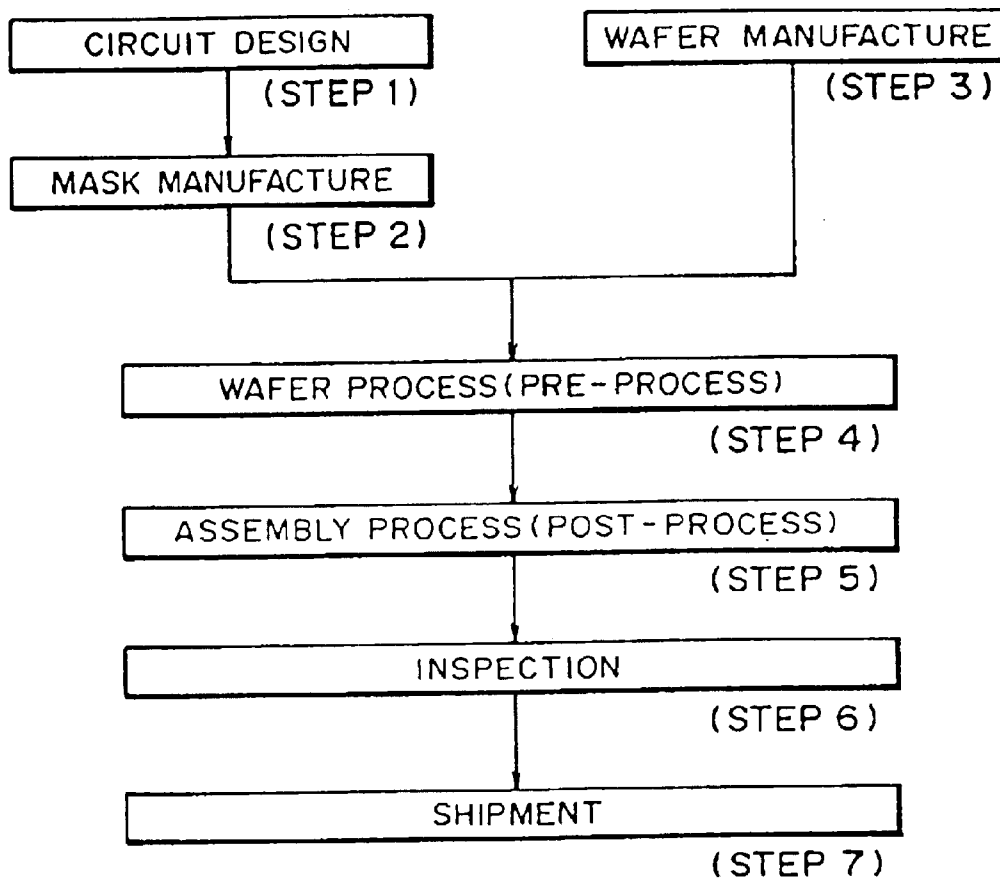 CIRCUIT DESIGN
(STEP 1)
MASK MANUFACTURE
(STEP 2)
WAFER MANUFACTURE
(STEP 3)
WAFER PROCESS (PRE-PROCESS)
(STEP 4)
ASSEMBLY PROCESS (POST-PROCESS)
(STEP 5)
INSPECTION
(STEP 6)
SHIPMENT
(STEP 7)